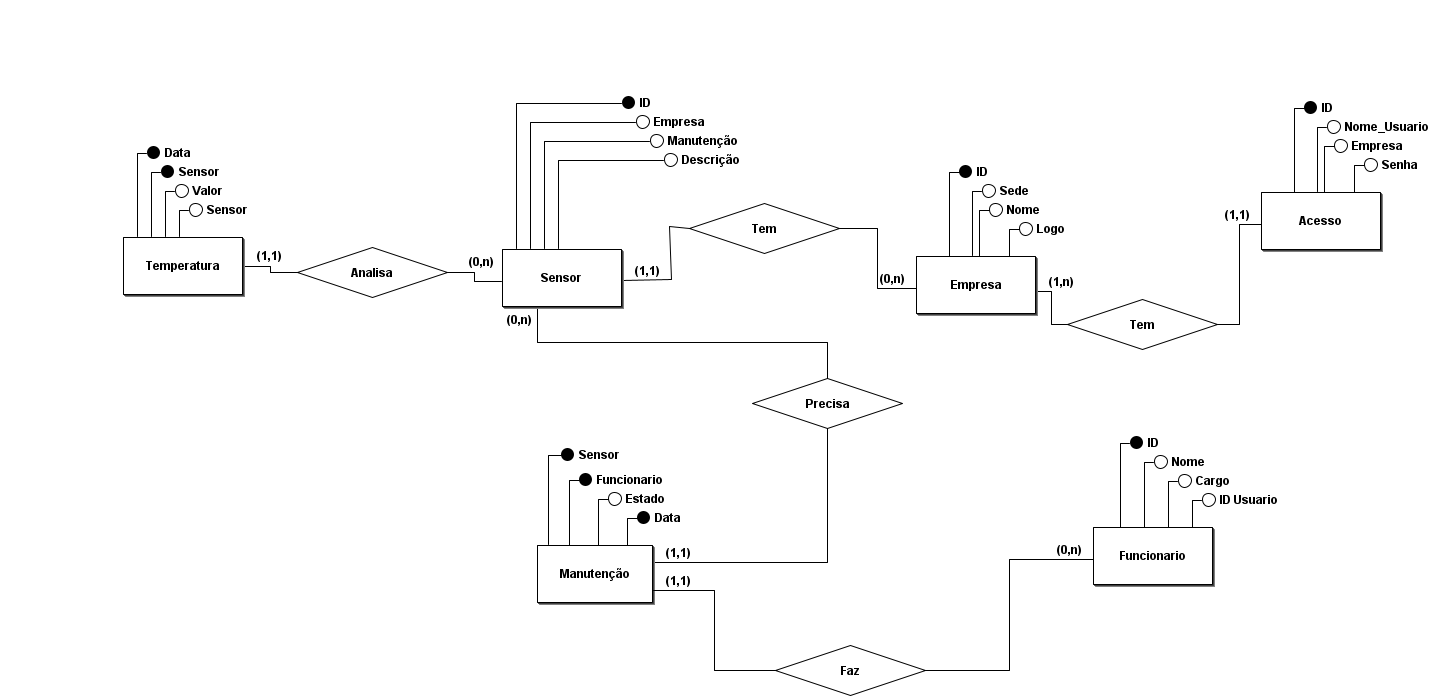 ID
Empresa
Manutenção
Descrição
Data
Sensor
Valor
Sensor
Temperatura
(1,1)
Analisa
(0,n)
Sensor
(1,1)
(0,n)
Tem
ID
Sede
Nome
Logo
(0,n)
Empresa
(1,n)
Tem
ID
Nome_Usuario
Empresa
Senha
(1,1)
Acesso
Precisa
Sensor
Funcionario
Estado
Data
Manutenção
(1,1)
(1,1)
Faz
ID
Nome
Cargo
ID Usuario
(0,n)
Funcionario